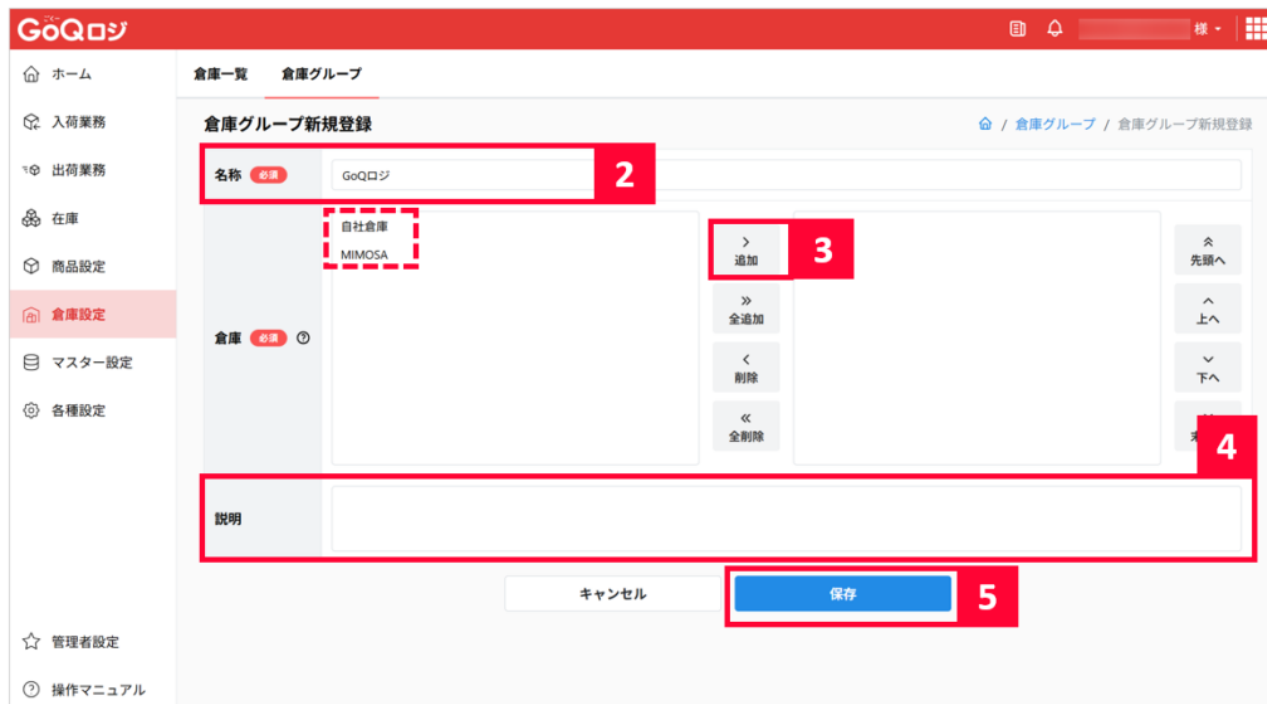 ごくー
GoQロジ
様
ホーム
入荷業務
出荷業務
在庫
商品設定
倉庫設定
マスター設定
各種設定
管理者設定
操作マニュアル
倉庫一覧 倉庫グループ
倉庫グループ新規登録
/ 倉庫グループ / 倉庫グループ新規登録
名称 必須 GoQロジ 2
倉庫 必須
自社倉庫
MIMOSA
追加 3
全追加
削除
全削除
先頭へ
上へ
下へ
4
説明
キャンセル 保存 5